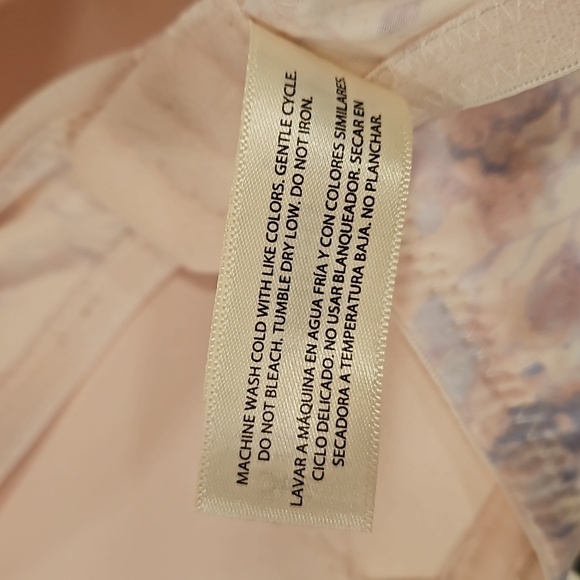 MACHINE WASH COLD WITH LIKE COLORS. GENTLE CYCLE.
DO NOT BLEACH. TUMBLE DRY LOW. DO NOT IRON.
LAVAR A MÁQUINA EN AGUA FRÍA Y CON COLORES SIMILARES.
CICLO DELICADO. NO USAR BLANQUEADOR. SECAR EN
SECADORA A TEMPERATURA BAJA. NO PLANCHAR.